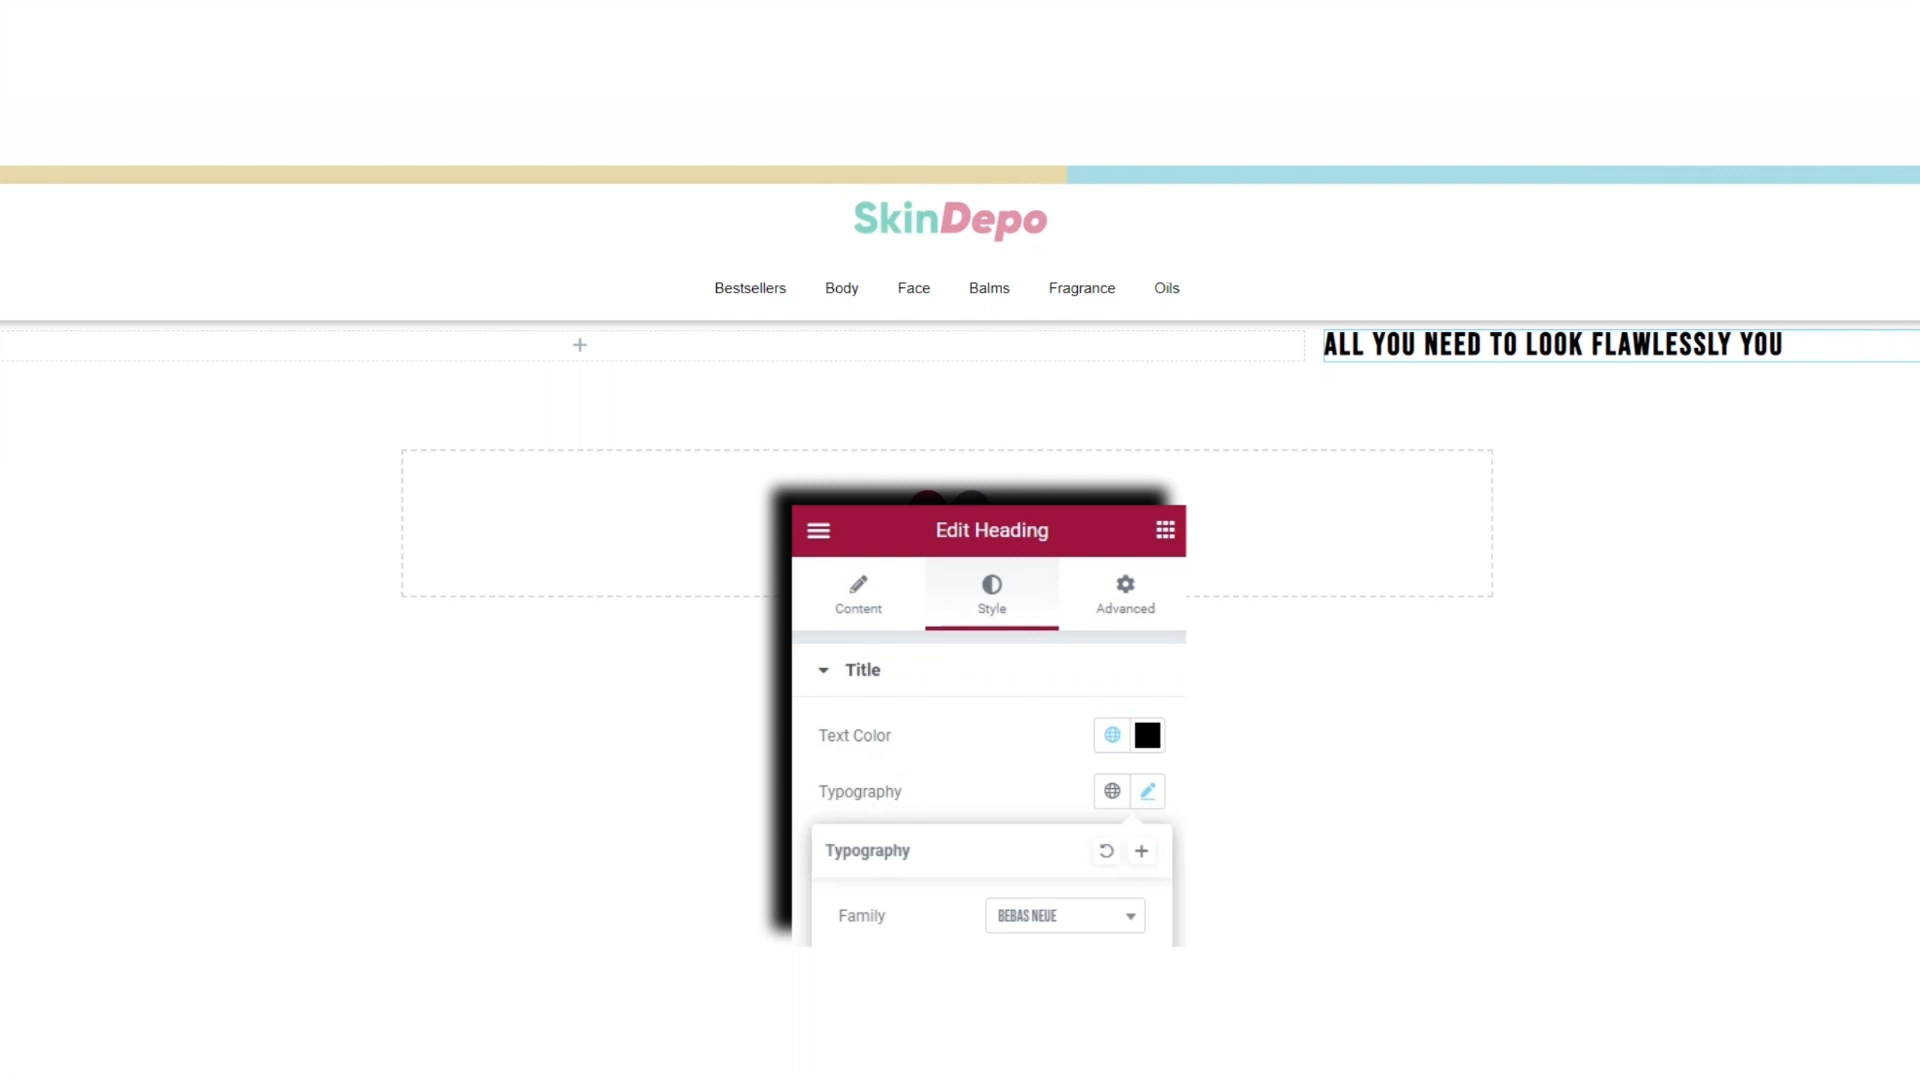 SkinDepo
Bestsellers Body Face Balms Fragrance Oils
ALL YOU NEED TO LOOK FLAWLESSLY YOU
Edit Heading
Content Style Advanced
Title
Text Color
Typography
Typography
Family BEBAS NEUE